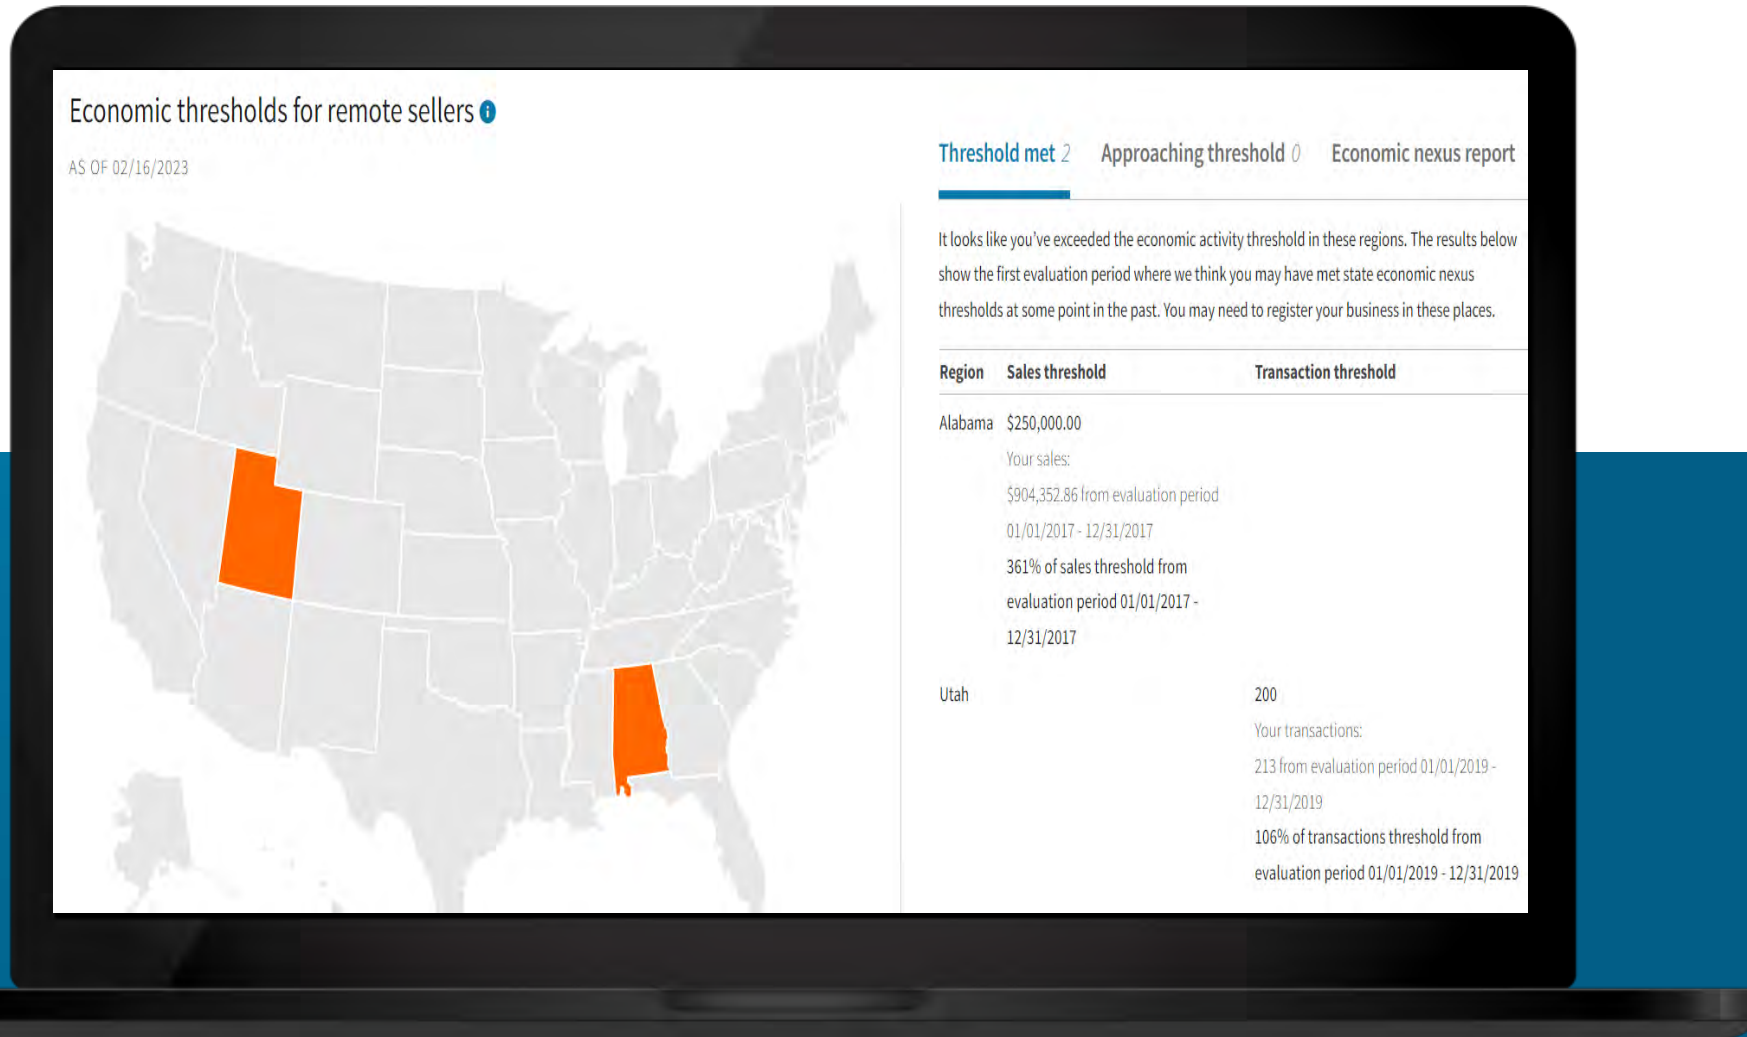 Economic thresholds for remote sellers
AS OF 02/16/2023
Threshold met 2
Approaching threshold 0
Economic nexus report
It looks like you've exceeded the economic activity threshold in these regions. The results below
show the first evaluation period where we think you may have met state economic nexus
thresholds at some point in the past. You may need to register your business in these places.
Region
Sales threshold
Transaction threshold
Alabama
$250,000.00
Your sales:
$904,352.86 from evaluation period
01/01/2017 - 12/31/2017
361% of sales threshold from
evaluation period 01/01/2017 -
12/31/2017
Utah
200
Your transactions:
213 from evaluation period 01/01/2019 -
12/31/2019
106% of transactions threshold from
evaluation period 01/01/2019 - 12/31/2019